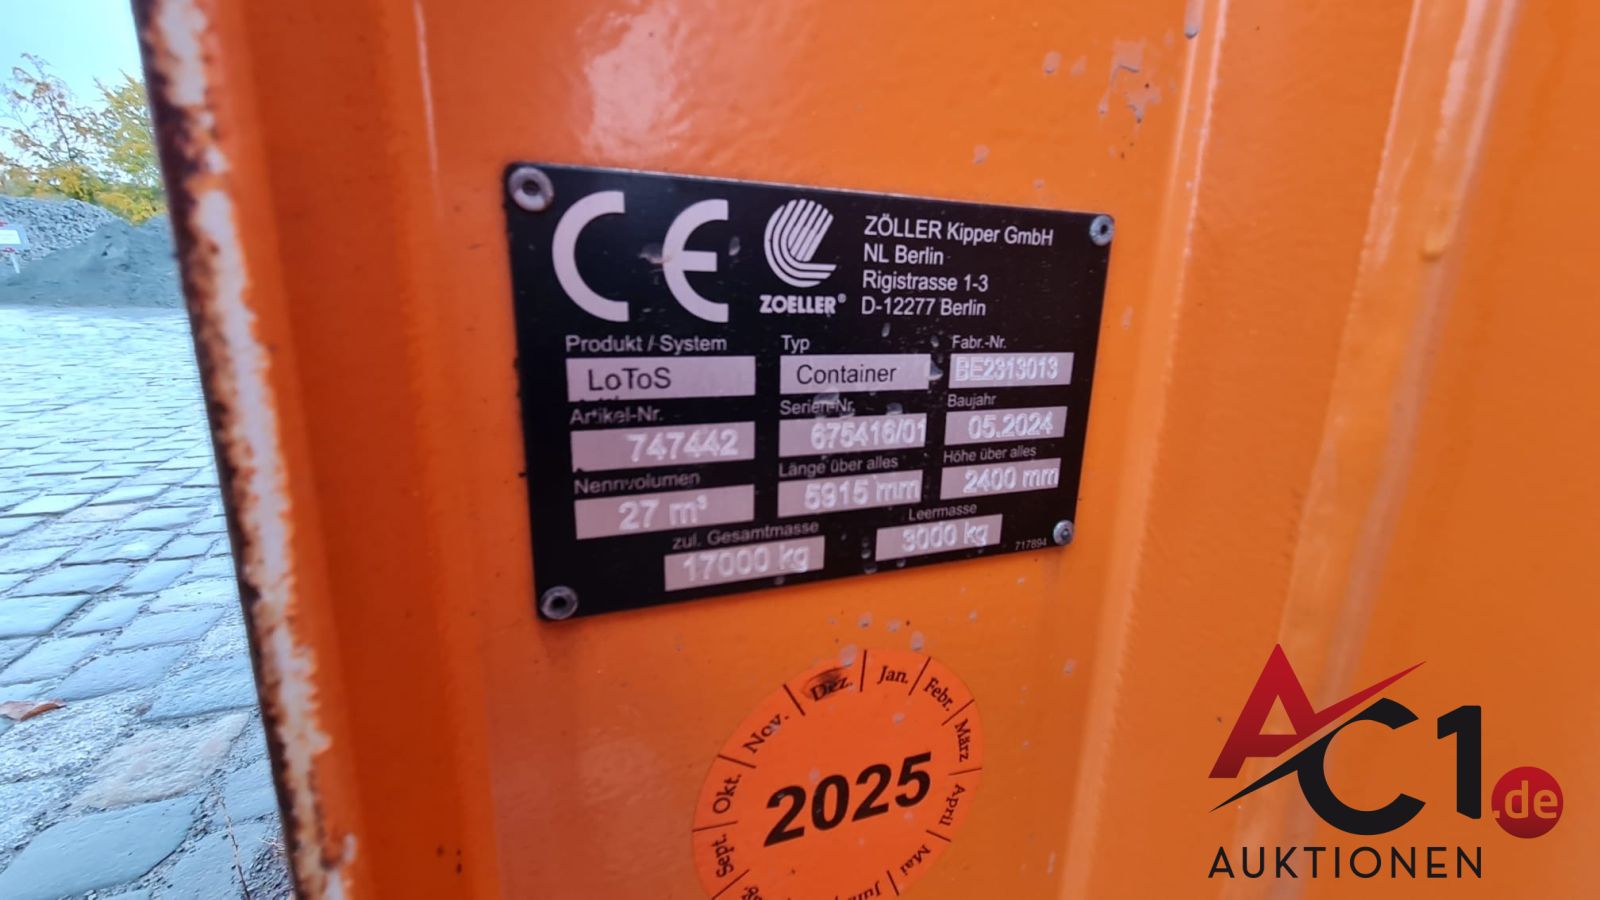 CE
ZOELLER®
ZÖLLER Kipper GmbH
NL Berlin
Rigistrasse 1-3
D-12277 Berlin
Produkt / System
LoToS
Typ
Container
Fabr.-Nr.
BE2313013
Artikel-Nr.
747442
Serien-Nr.
675416/01
Baujahr
05.2024
Nennvolumen
27 m³
Länge über alles
5915 mm
Höhe über alles
2400 mm
zul. Gesamtmasse
17000 kg
Leermasse
3000 kg
717894
Jan.
Febr.
März
April
Mai
Sept.
Okt.
Nov.
Dez.
2025
AC1.de
AUKTIONEN